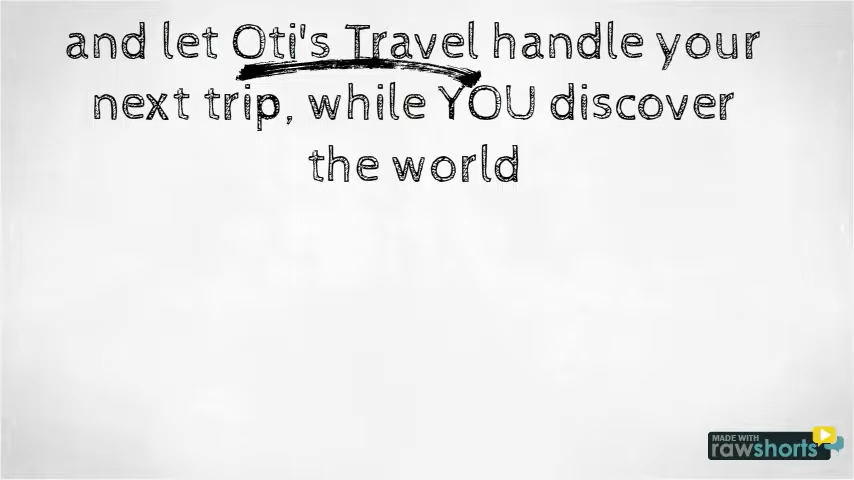 and let Oti's Travel handle your
next trip, while YOU discover
the world
MADE WITH
rawshorts